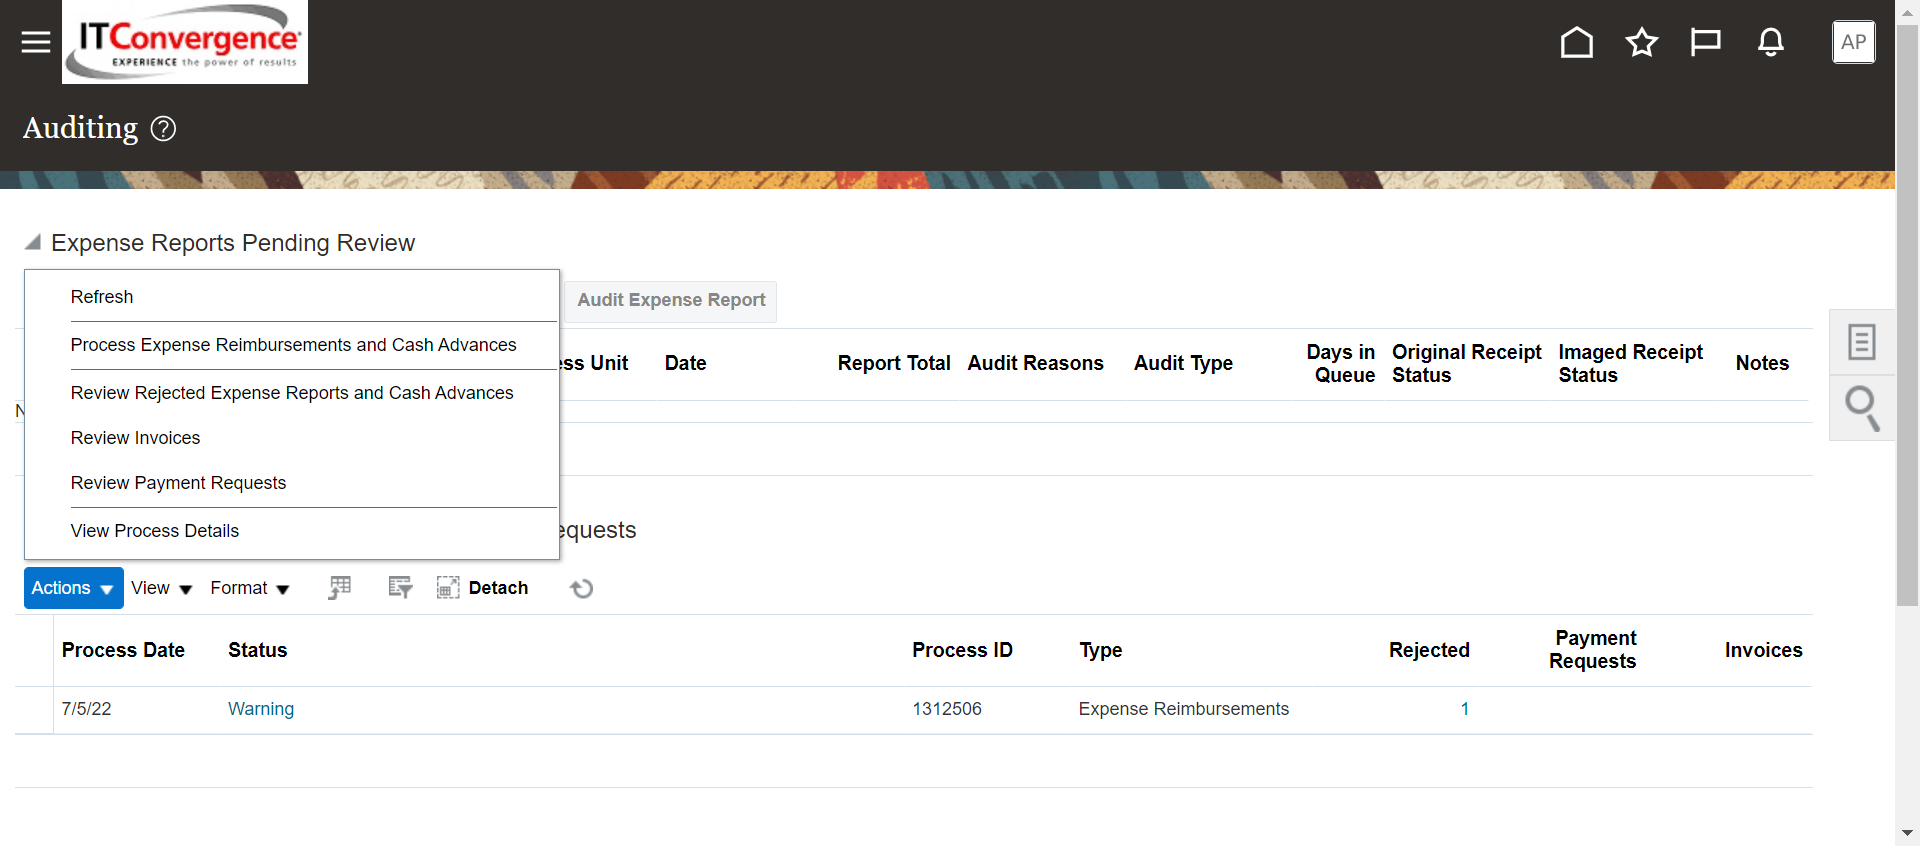 ITConvergence
EXPERIENCE the power of results
AP
Auditing ?
Expense Reports Pending Review
Refresh
Process Expense Reimbursements and Cash Advances
Review Rejected Expense Reports and Cash Advances
Review Invoices
Review Payment Requests
View Process Details
Audit Expense Report
ss Unit
Date
Report Total
Audit Reasons
Audit Type
Days in
Queue
Original Receipt
Status
Imaged Receipt
Status
Notes
N
equests
Actions
View
Format
Detach
Process Date
Status
Process ID
Type
Rejected
Payment
Requests
Invoices
7/5/22
Warning
1312506
Expense Reimbursements
1